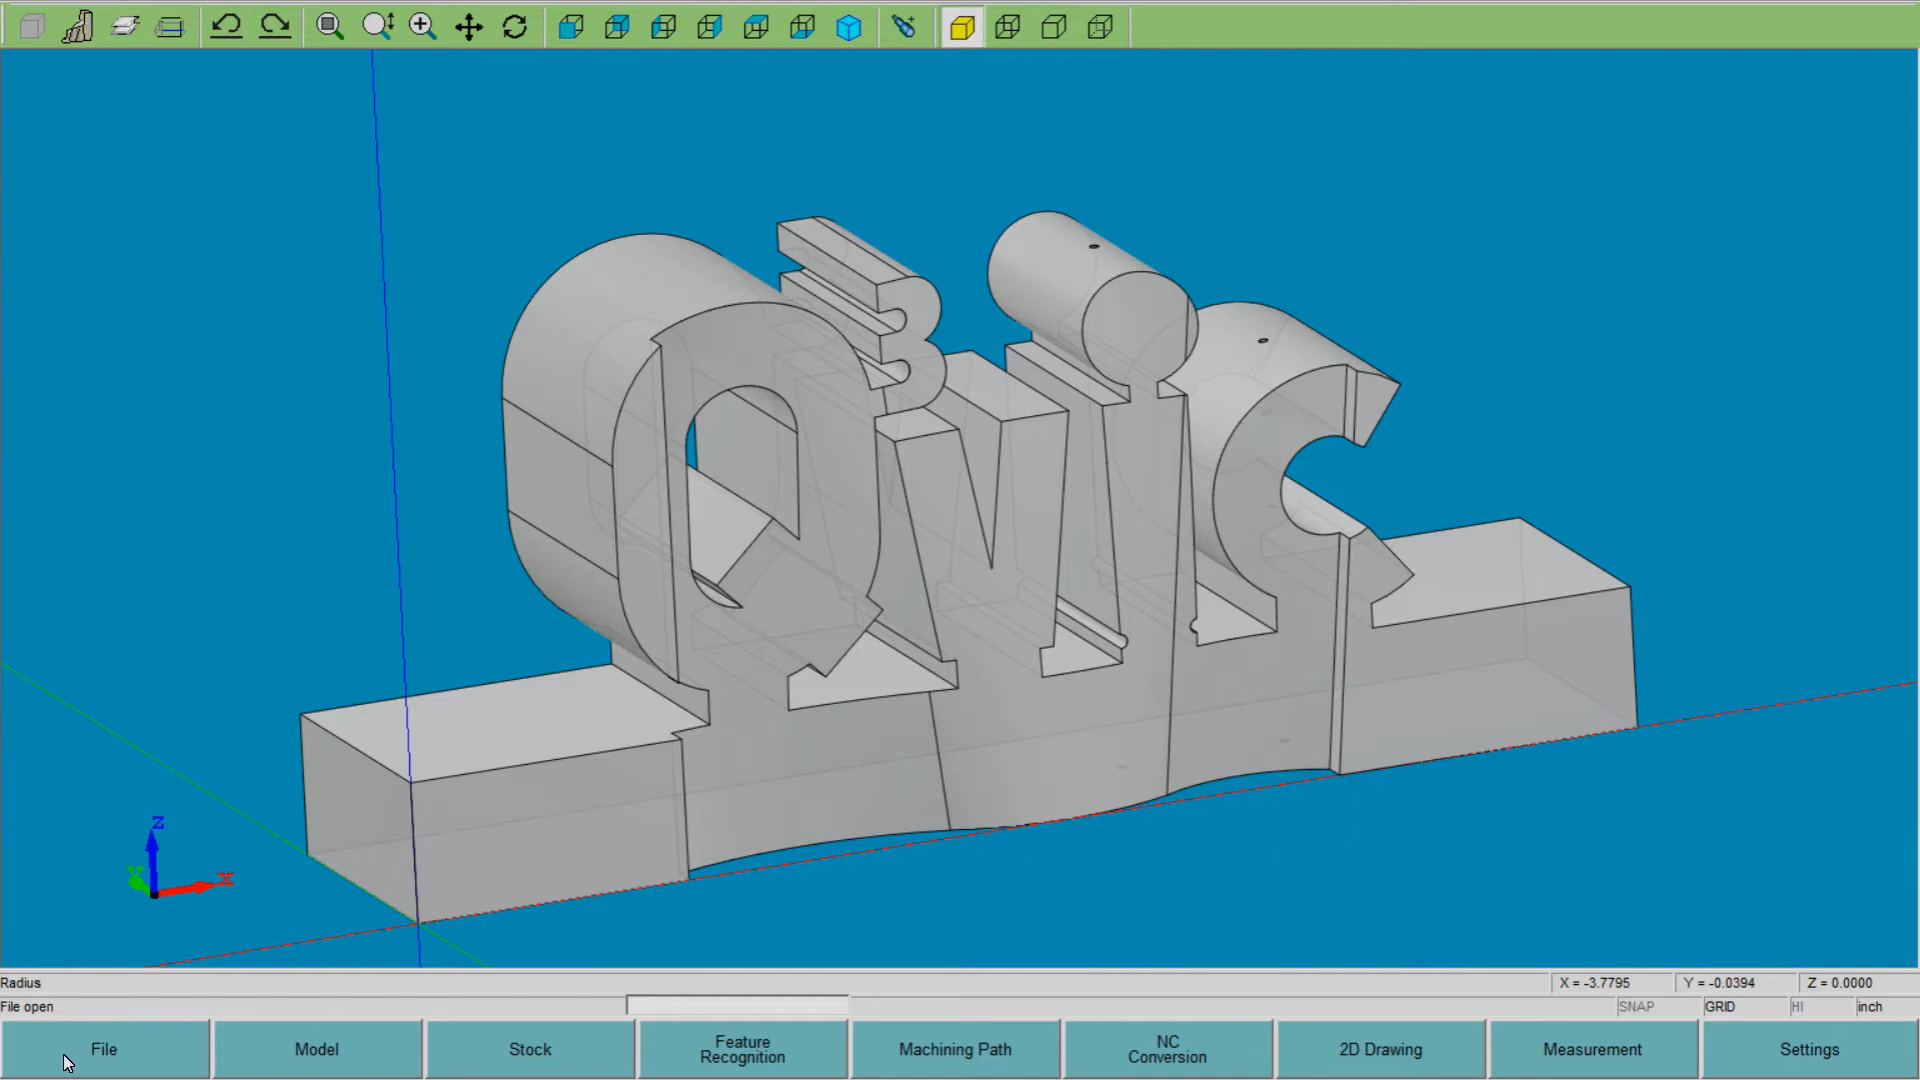 Q3MiC
Z
Y
X
Radius
X = -3.7795
Y = -0.0394
Z = 0.0000
File open
SNAP
GRID
HI
inch
File
Model
Stock
Feature
Recognition
Machining Path
NC
Conversion
2D Drawing
Measurement
Settings